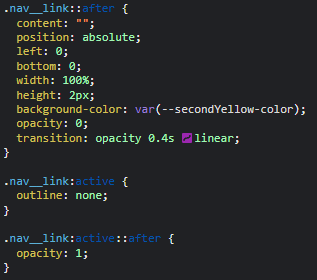 .nav__link::after {
content: "";
position: absolute;
left: 0;
bottom: 0;
width: 100%;
height: 2px;
background-color: var(--secondYellow-color);
opacity: 0;
transition: opacity 0.4s linear;
}
.nav__link:active {
outline: none;
}
.nav__link:active::after {
opacity: 1;
}